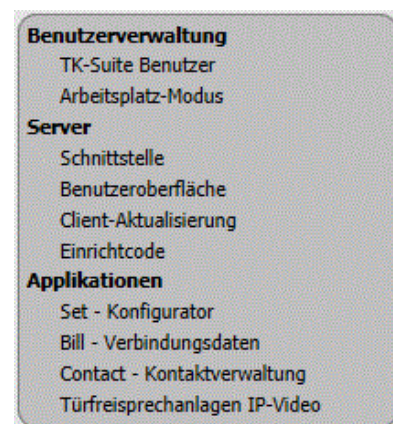 Benutzerverwaltung
TK-Suite Benutzer
Arbeitsplatz-Modus
Server
Schnittstelle
Benutzeroberfläche
Client-Aktualisierung
Einrichtcode
Applikationen
Set - Konfigurator
Bill - Verbindungsdaten
Contact - Kontaktverwaltung
Türfreisprechanlagen IP-Video